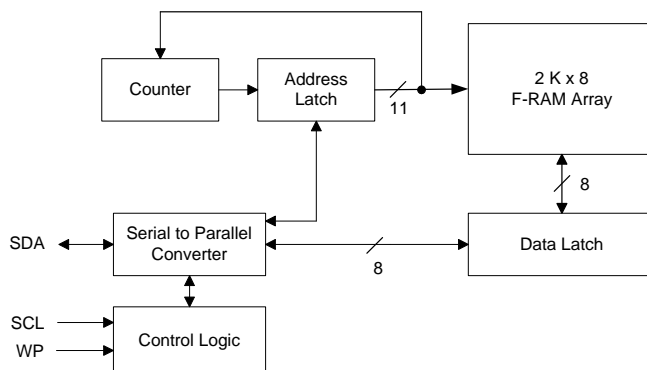 Counter
Address
Latch
11
2 K x 8
F-RAM Array
8
SDA
Serial to Parallel
Converter
8
Data Latch
SCL
WP
Control Logic